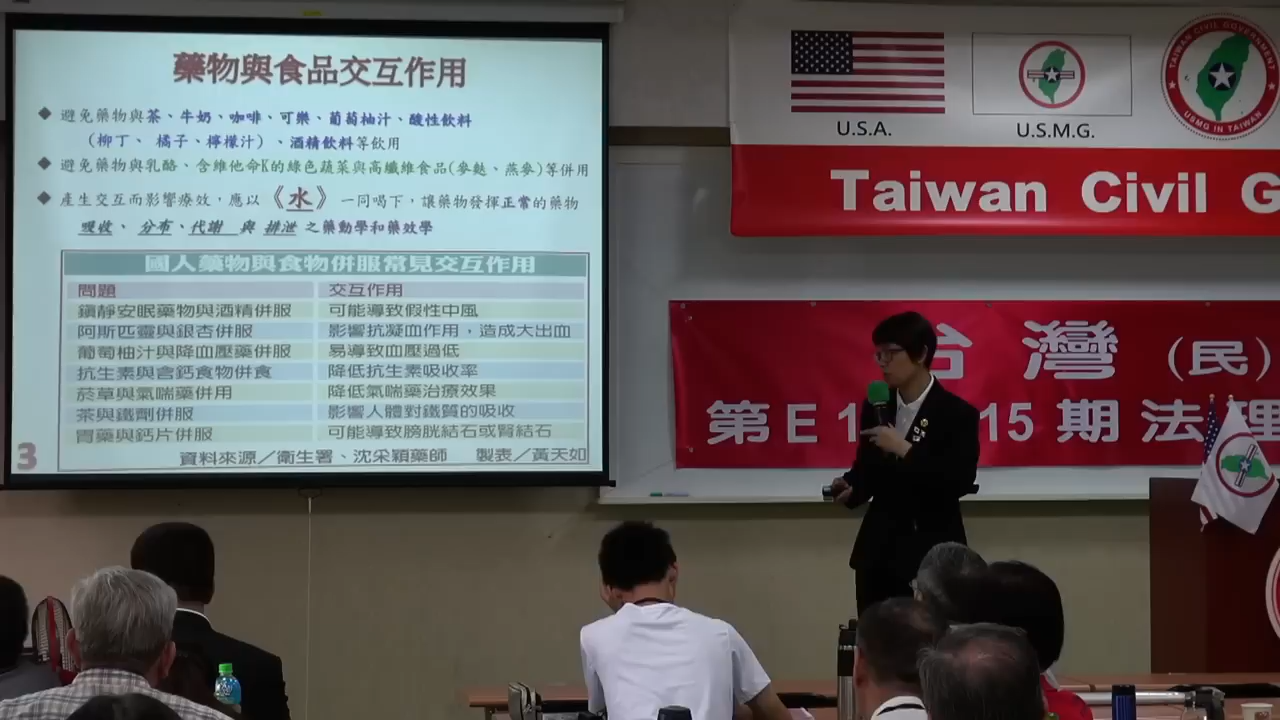 藥物與食品交互作用
◆ 避免藥物與茶、牛奶、咖啡、可樂、葡萄柚汁、酸性飲料
(柳丁、橘子、檸檬汁)、酒精飲料等飲用
◆ 避免藥物與乳酪、含維他命K的綠色蔬菜與高纖維食品(麥麩、燕麥)等併用
◆ 產生交互而影響療效，應以《水》一同喝下，讓藥物發揮正常的藥物
吸收、分布、代謝 與 排泄 之藥動學和藥效學
國人藥物與食物併服常見交互作用
問題 交互作用
鎮靜安眠藥物與酒精併服 可能導致假性中風
阿斯匹靈與銀杏併服 影響抗凝血作用，造成大出血
葡萄柚汁與降血壓藥併服 易導致血壓過低
抗生素與含鈣食物併食 降低抗生素吸收率
菸草與氣喘藥併用 降低氣喘藥治療效果
茶與鐵劑併服 影響人體對鐵質的吸收
胃藥與鈣片併服 可能導致膀胱結石或腎結石
資料來源／衛生署、沈采穎藥師 製表／黃天如
3
U.S.A.
U.S.M.G.
TAIWAN CIVIL GOVERNMENT
USMG IN TAIWAN
Taiwan Civil G
台灣(民)
第E1 15期法理